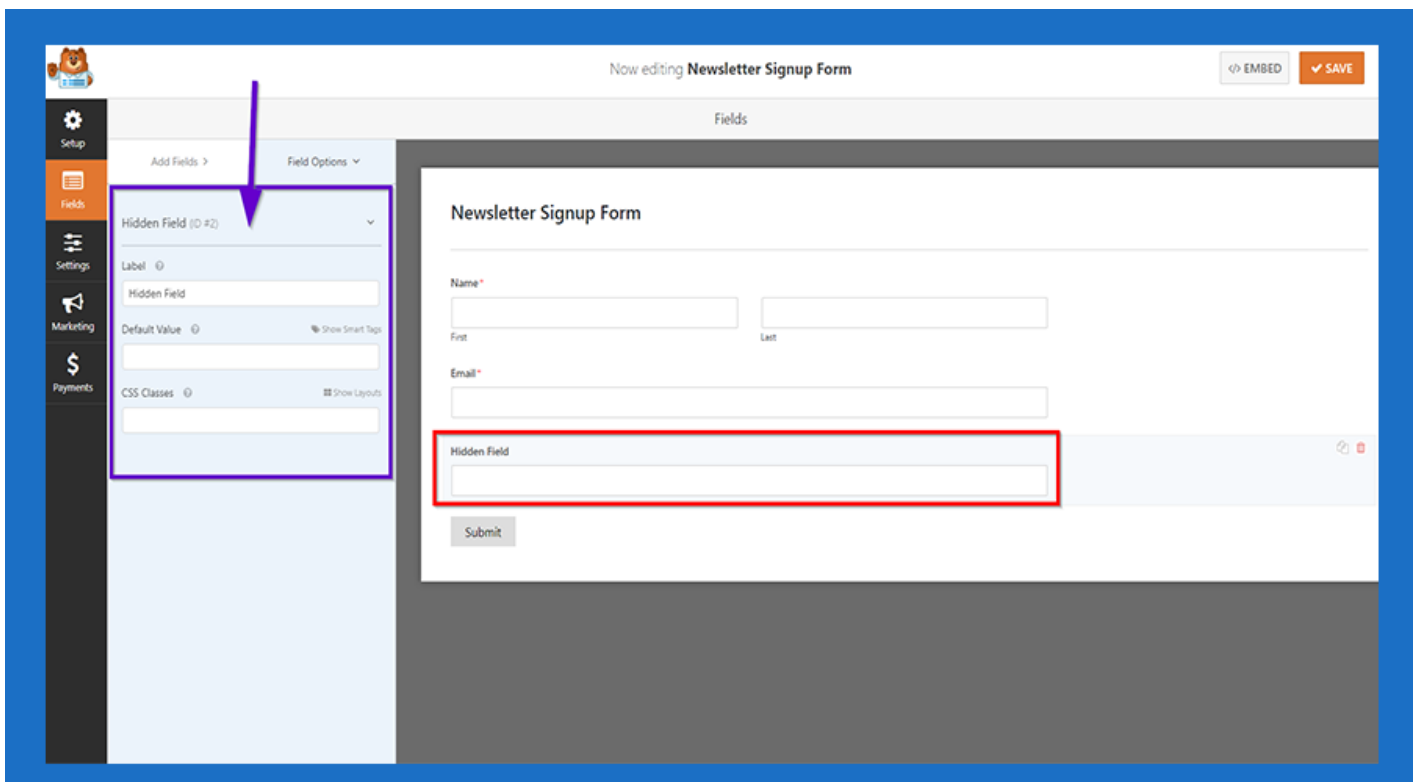 Now editing Newsletter Signup Form
</> EMBED
SAVE
Setup
Fields
Settings
Marketing
Payments
Fields
Add Fields >
Field Options
Hidden Field (ID #2)
Label
Hidden Field
Default Value
Show Smart Tags
CSS Classes
Show Layouts
Newsletter Signup Form
Name*
First
Last
Email*
Hidden Field
Submit